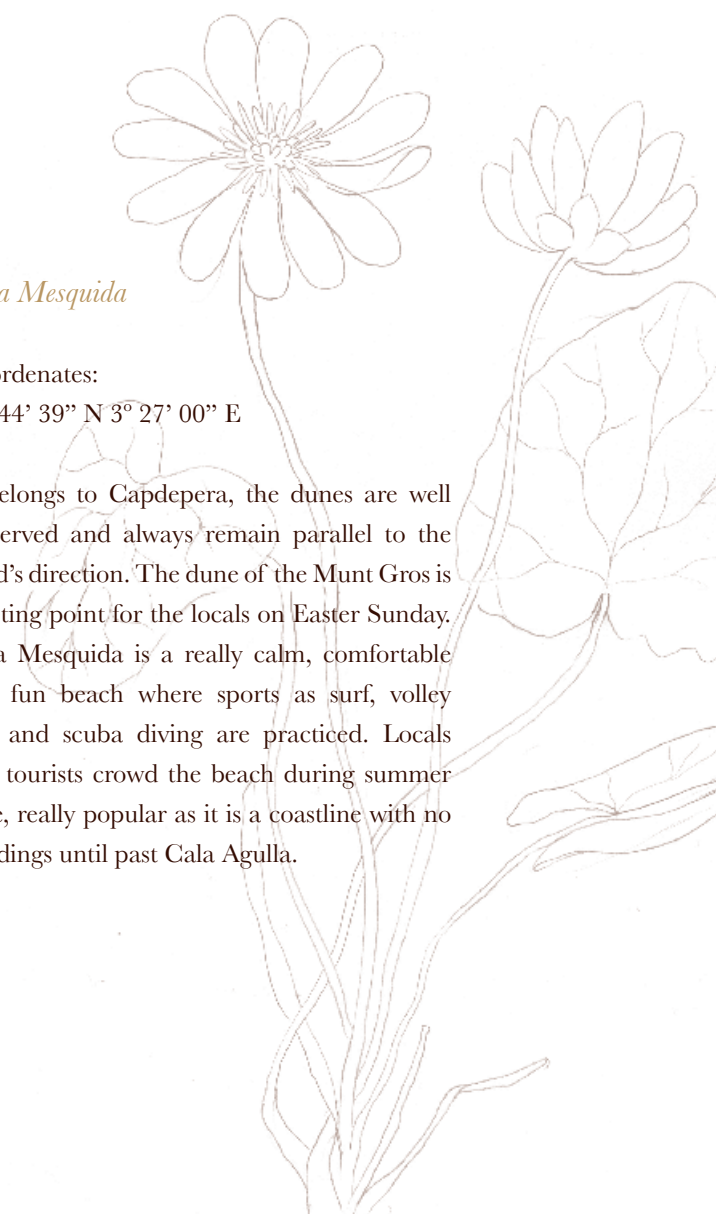 a Mesquida
rdenates:
44’ 39” N 3º 27’ 00” E
elongs to Capdepera, the dunes are well
erved and always remain parallel to the
d’s direction. The dune of the Munt Gros is
ting point for the locals on Easter Sunday.
a Mesquida is a really calm, comfortable
fun beach where sports as surf, volley
and scuba diving are practiced. Locals
tourists crowd the beach during summer
e, really popular as it is a coastline with no
dings until past Cala Agulla.